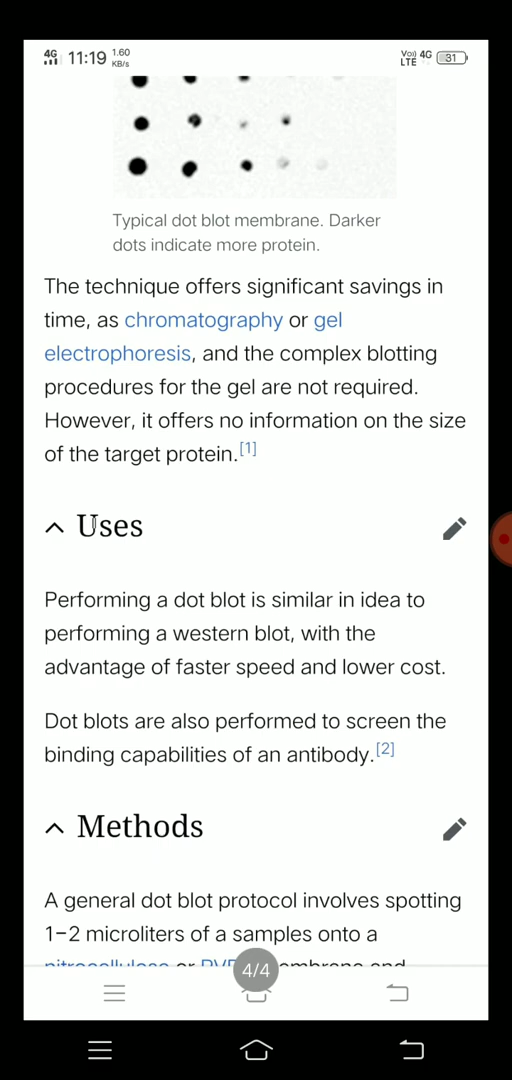 4G 11:19 1.60 KB/s Vo) LTE 4G 31
Typical dot blot membrane. Darker
dots indicate more protein.
The technique offers significant savings in
time, as chromatography or gel
electrophoresis, and the complex blotting
procedures for the gel are not required.
However, it offers no information on the size
of the target protein.[1]
Uses
Performing a dot blot is similar in idea to
performing a western blot, with the
advantage of faster speed and lower cost.
Dot blots are also performed to screen the
binding capabilities of an antibody.[2]
Methods
A general dot blot protocol involves spotting
1–2 microliters of a samples onto a
nitrocellulose or and
4/4